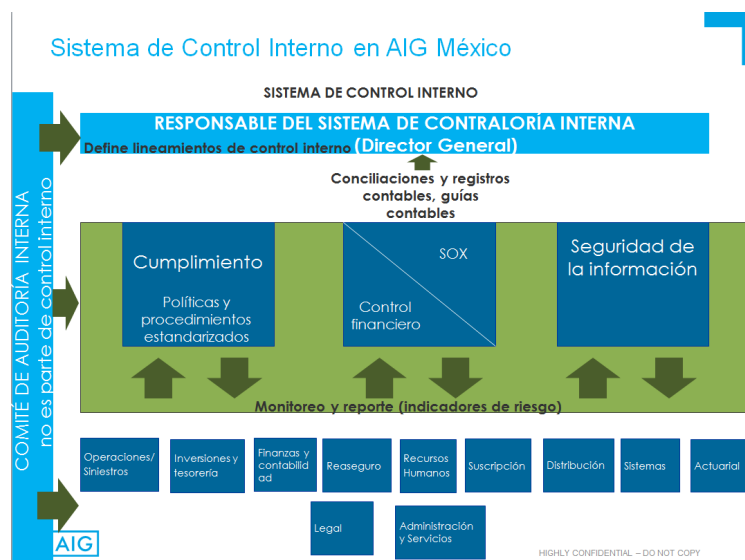 Sistema de Control Interno en AIG México
SISTEMA DE CONTROL INTERNO
RESPONSABLE DEL SISTEMA DE CONTRALORÍA INTERNA
Define lineamientos de control interno (Director General)
Conciliaciones y registros
contables, guías
contables
COMITÉ DE AUDITORÍA INTERNA
no es parte de control interno
Cumplimiento
Políticas y
procedimientos
estandarizados
SOX
Control
financiero
Seguridad de
la información
Monitoreo y reporte (indicadores de riesgo)
Operaciones/
Siniestros
Inversiones y
tesorería
Finanzas y
contabilid
ad
Reaseguro
Recursos
Humanos
Suscripción
Distribución
Sistemas
Actuarial
Legal
Administración
y Servicios
AIG
HIGHLY CONFIDENTIAL – DO NOT COPY